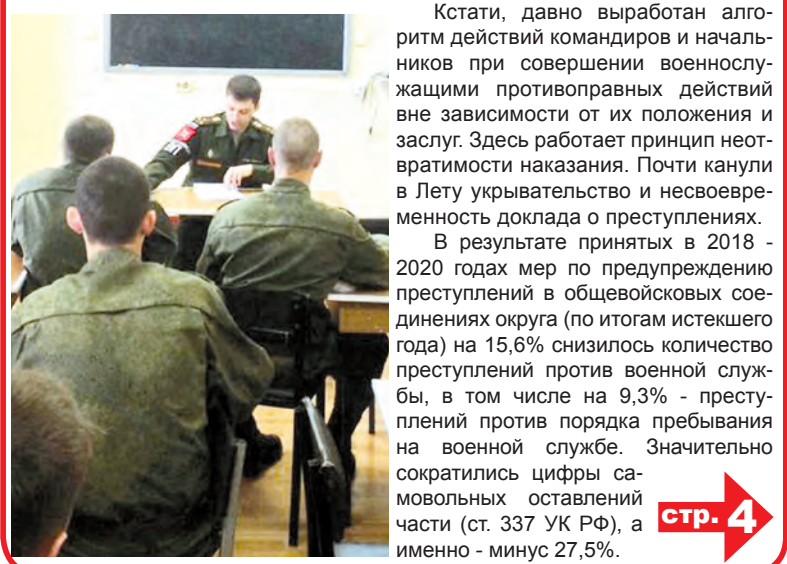 Кстати, давно выработан алго-
ритм действий командиров и началь-
ников при совершении военнослу-
жащими противоправных действий
вне зависимости от их положения и
заслуг. Здесь работает принцип неот-
вратимости наказания. Почти канули
в Лету укрывательство и несвоевре-
менность доклада о преступлениях.
В результате принятых в 2018 -
2020 годах мер по предупреждению
преступлений в общевойсковых сое-
динениях округа (по итогам истекшего
года) на 15,6% снизилось количество
преступлений против военной служ-
бы, в том числе на 9,3% - престу-
плений против порядка пребывания
на военной службе. Значительно
сократились цифры са-
мовольных оставлений
части (ст. 337 УК РФ), а
именно - минус 27,5%.
стр. 4